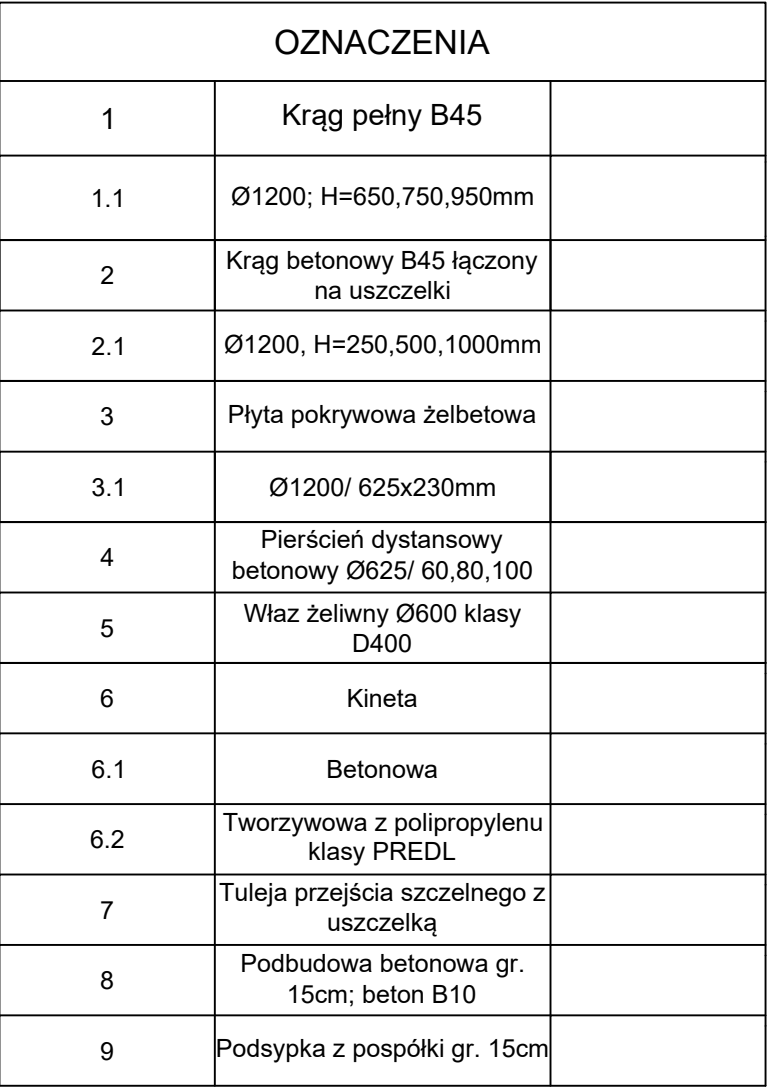 OZNACZENIA
1
Krąg pełny B45
1.1
Ø1200; H=650,750,950mm
2
Krąg betonowy B45 łączony
na uszczelki
2.1
Ø1200, H=250,500,1000mm
3
Płyta pokrywowa żelbetowa
3.1
Ø1200/ 625x230mm
4
Pierścień dystansowy
betonowy Ø625/ 60,80,100
5
Właz żeliwny Ø600 klasy
D400
6
Kineta
6.1
Betonowa
6.2
Tworzywowa z polipropylenu
klasy PREDL
7
Tuleja przejścia szczelnego z
uszczelką
8
Podbudowa betonowa gr.
15cm; beton B10
9
Podsypka z pospółki gr. 15cm